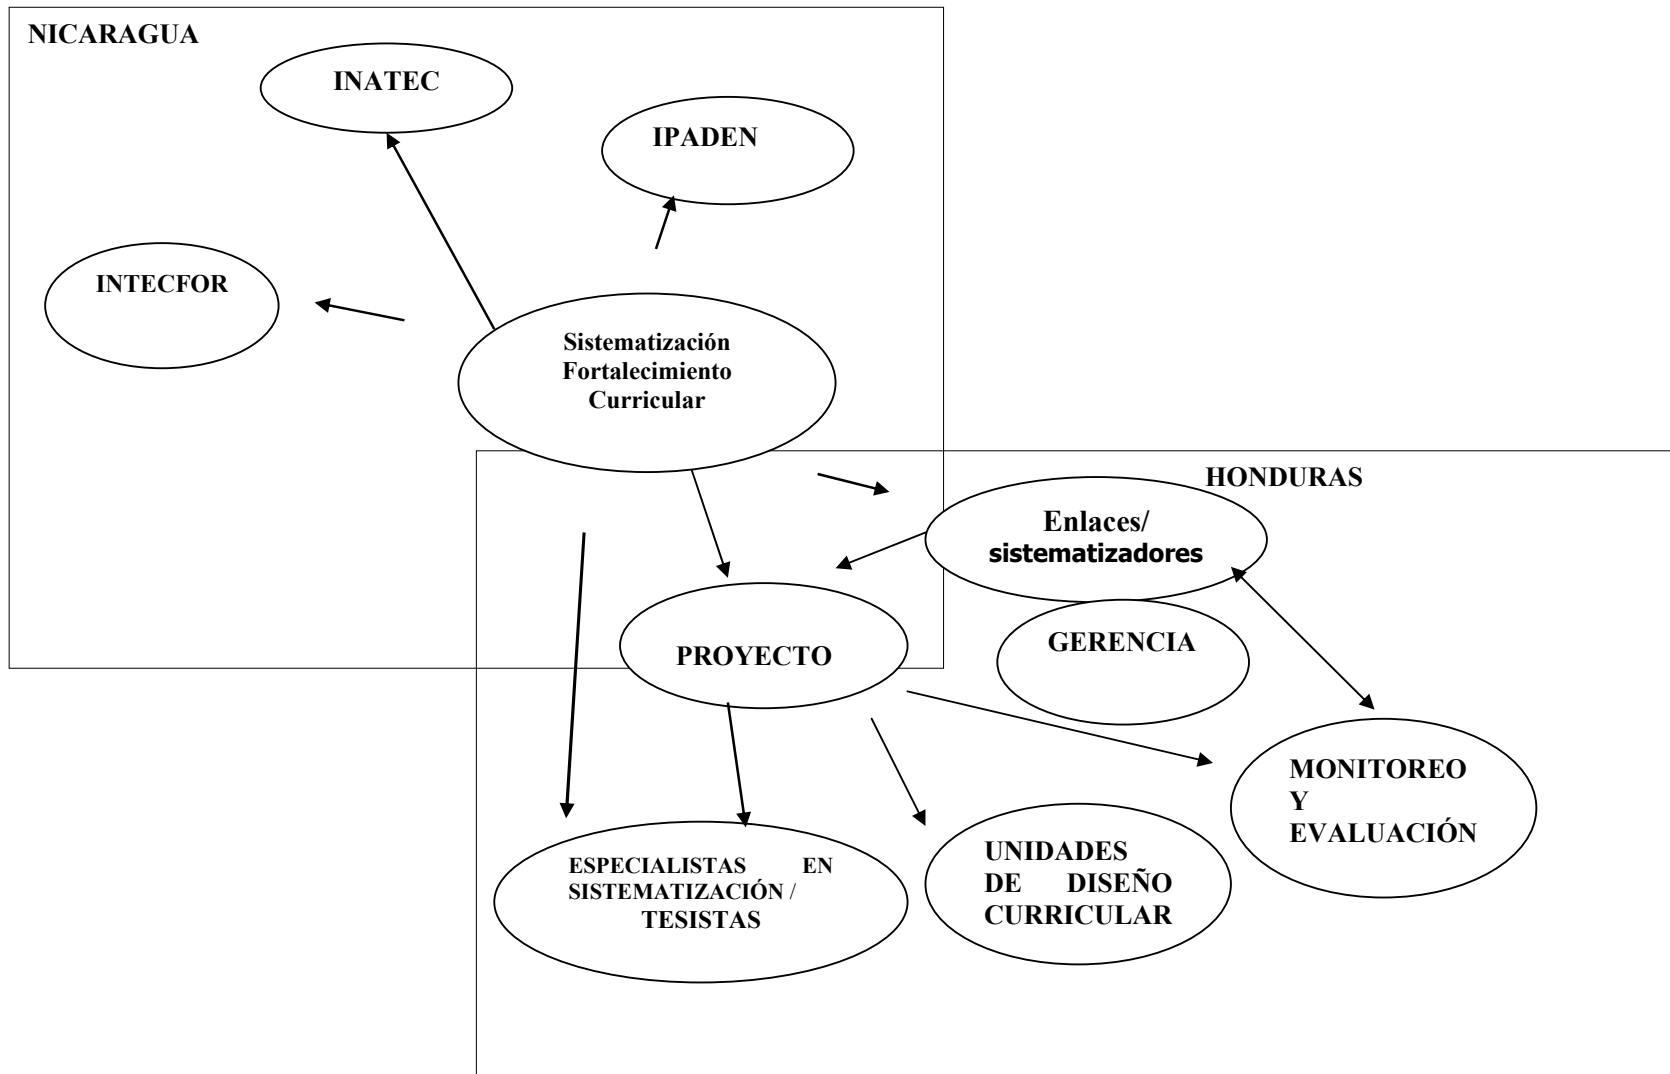 NICARAGUA
INATEC
IPADEN
INTECFOR
Sistematización
Fortalecimiento
Curricular
HONDURAS
Enlaces/
sistematizadores
GERENCIA
PROYECTO
MONITOREO
Y
EVALUACIÓN
ESPECIALISTAS EN
SISTEMATIZACIÓN /
TESISTAS
UNIDADES
DE DISEÑO
CURRICULAR